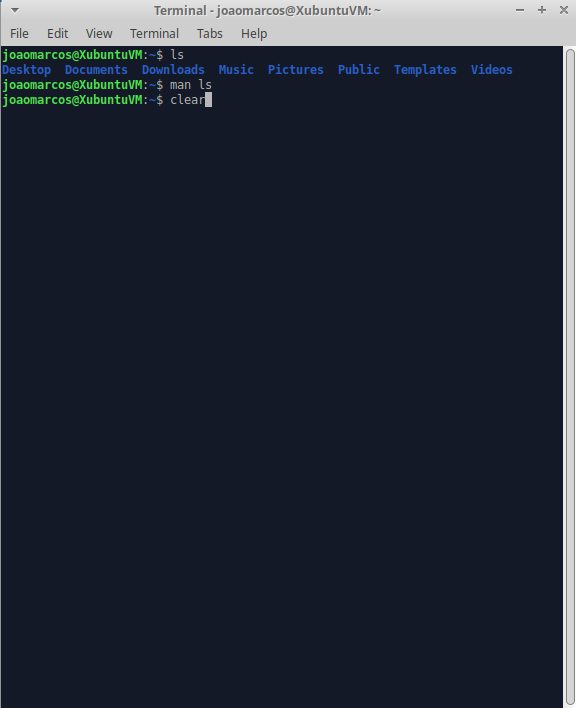 Terminal - joaomarcos@XubuntuVM: ~
File Edit View Terminal Tabs Help
joaomarcos@XubuntuVM:~$ ls
Desktop Documents Downloads Music Pictures Public Templates Videos
joaomarcos@XubuntuVM:~$ man ls
joaomarcos@XubuntuVM:~$ clear